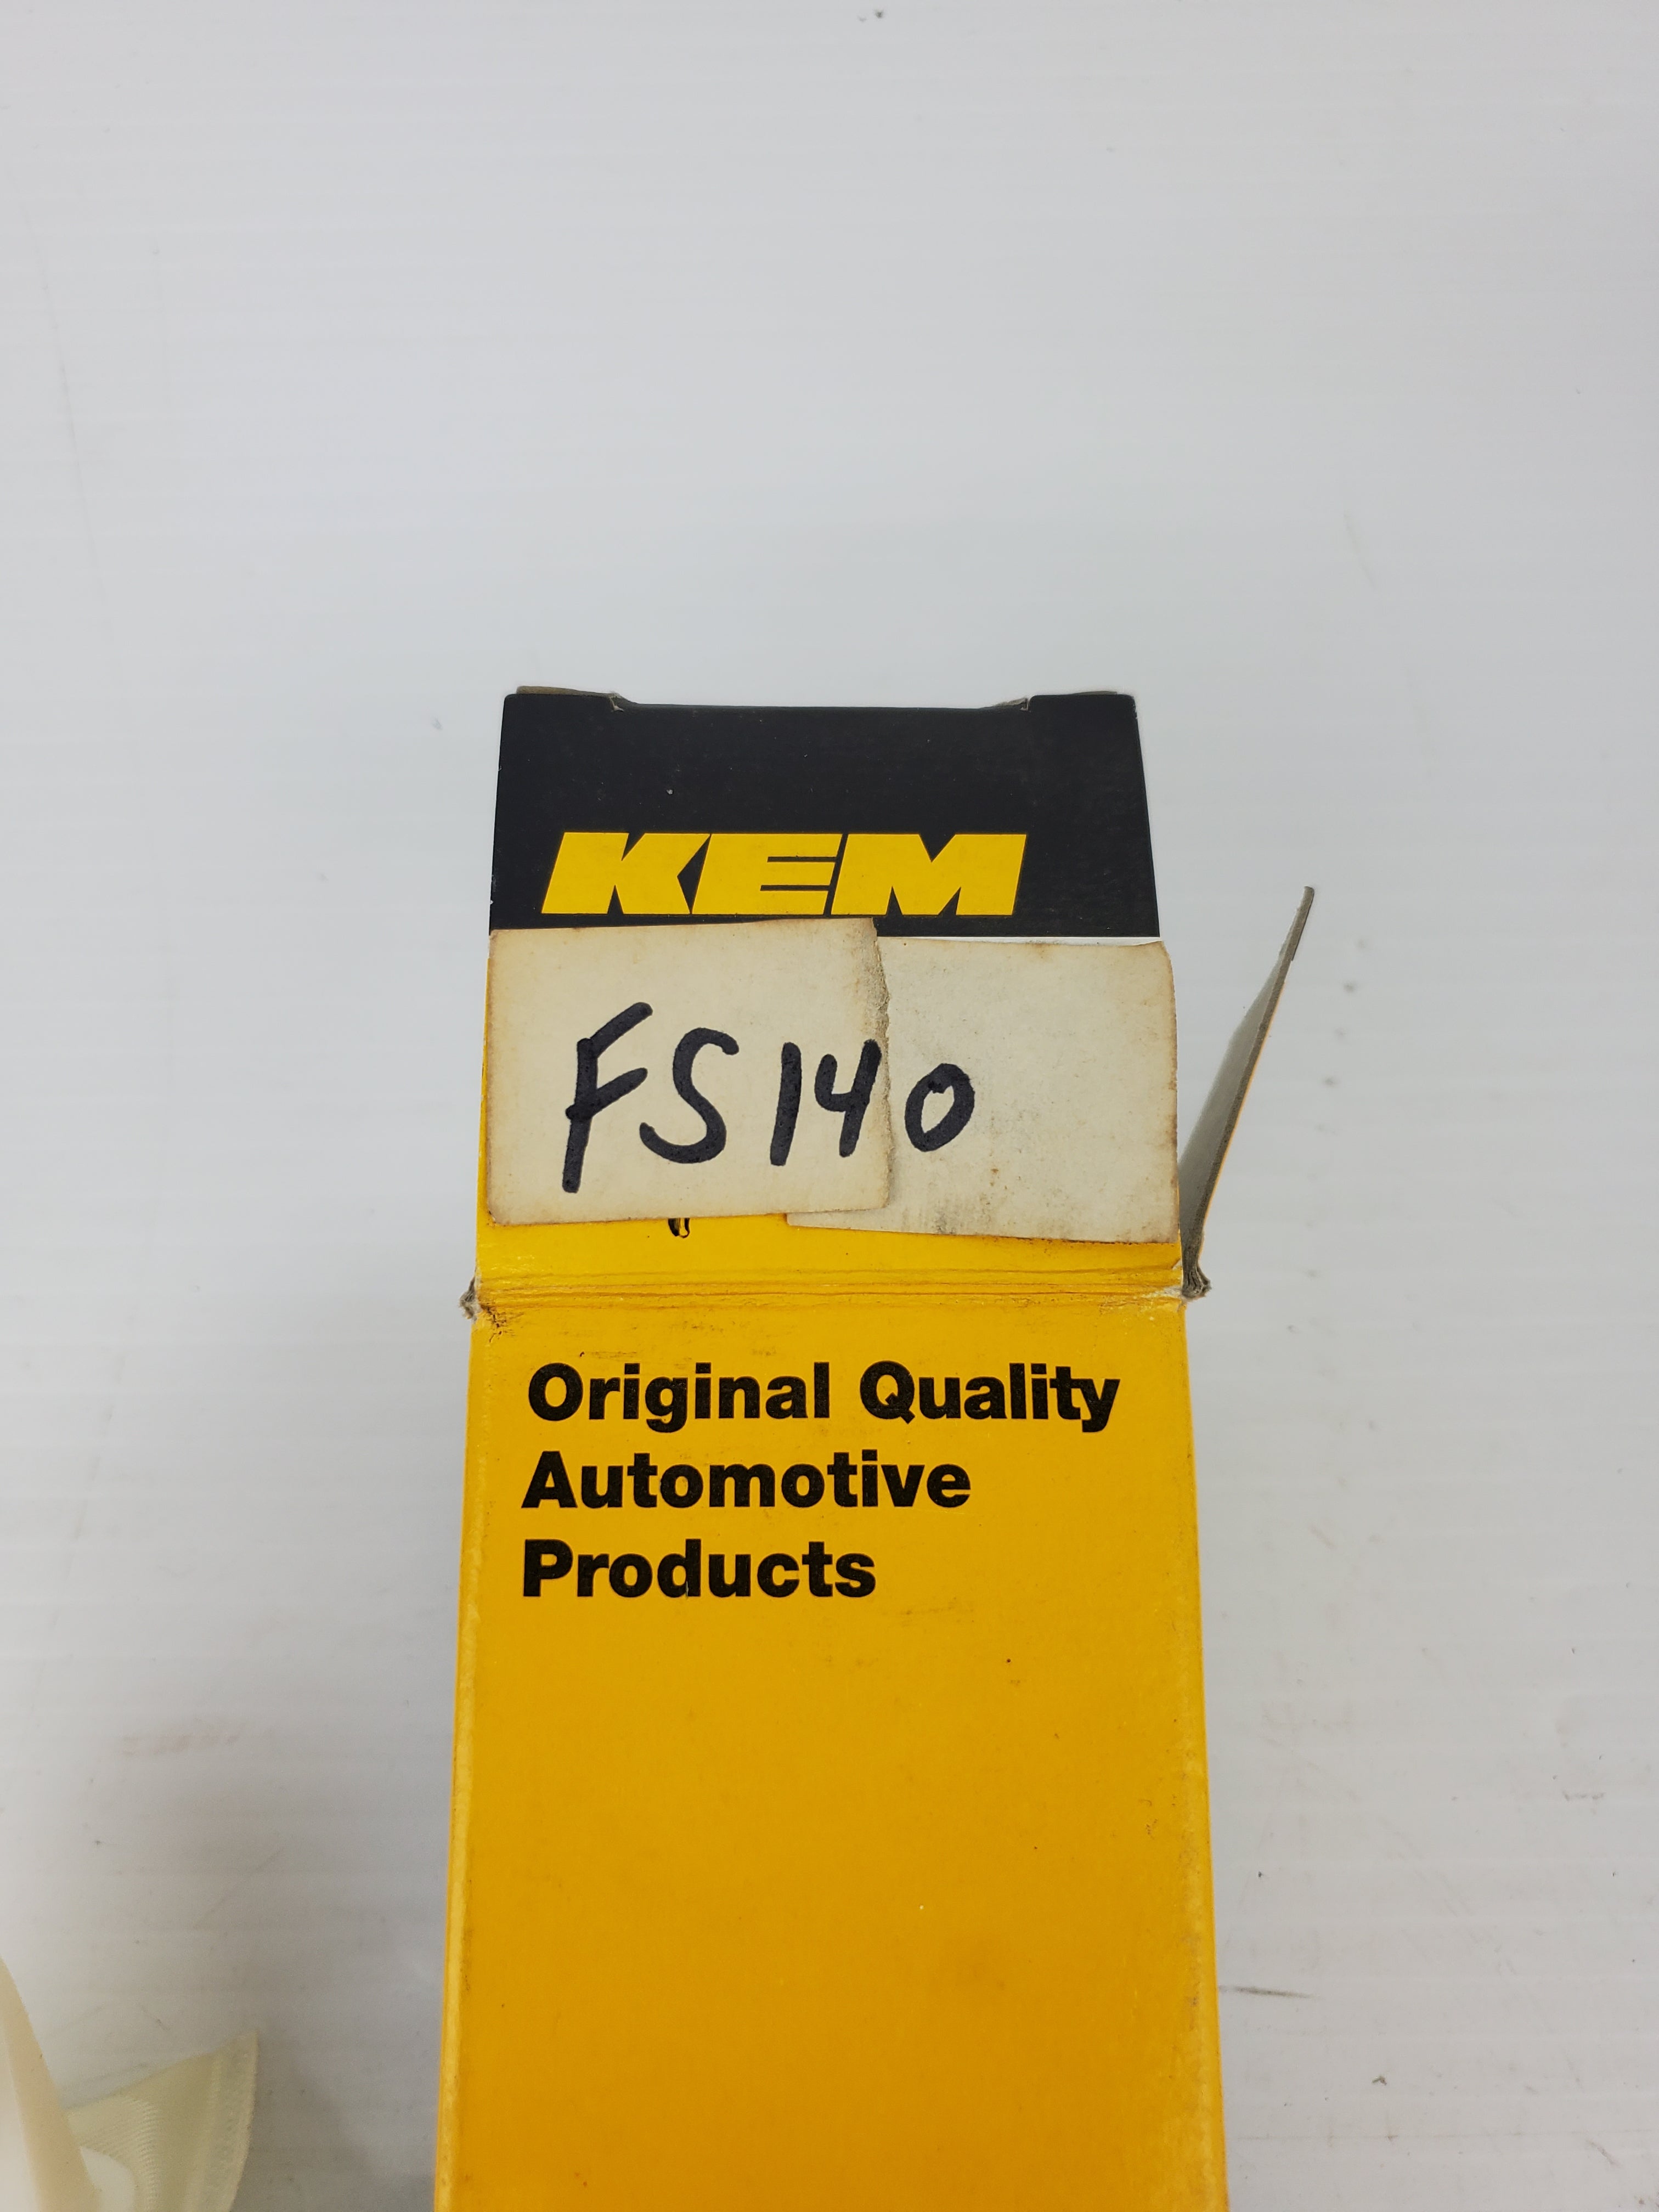 KEM
FS140
Original Quality
Automotive
Products